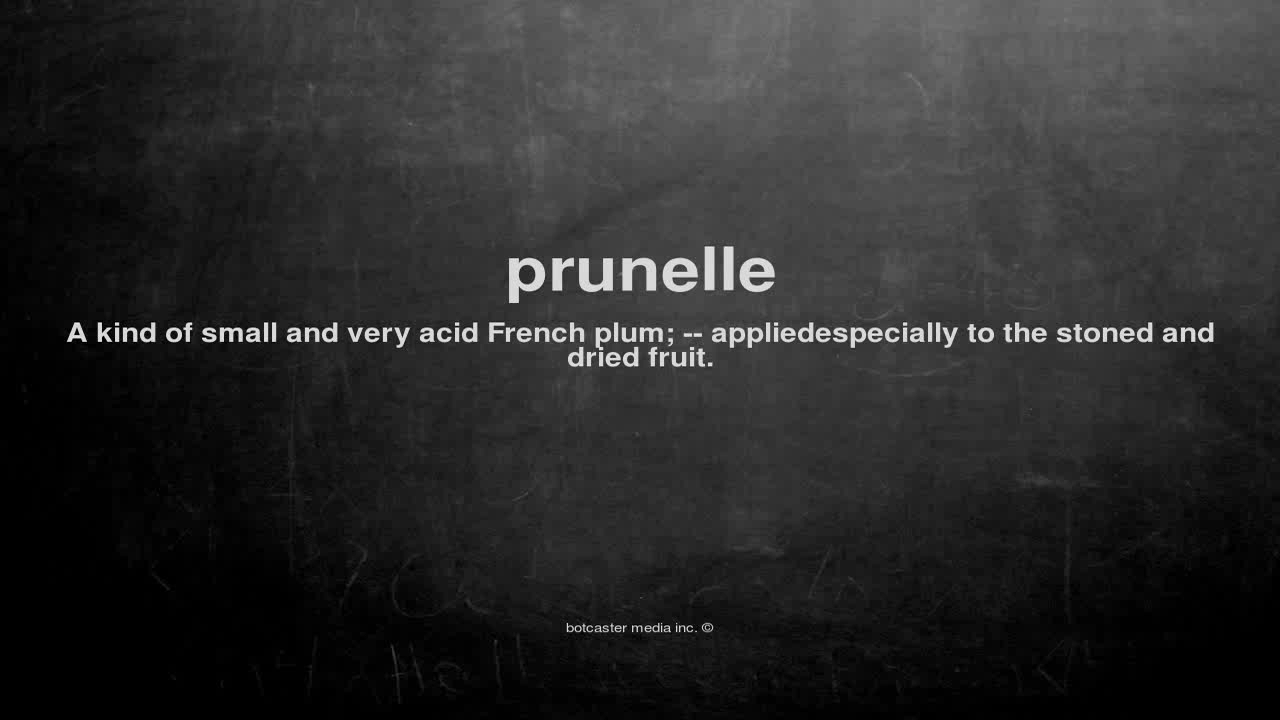 prunelle
A kind of small and very acid French plum; -- appliedespecially to the stoned and
dried fruit.
botcaster media inc. ©